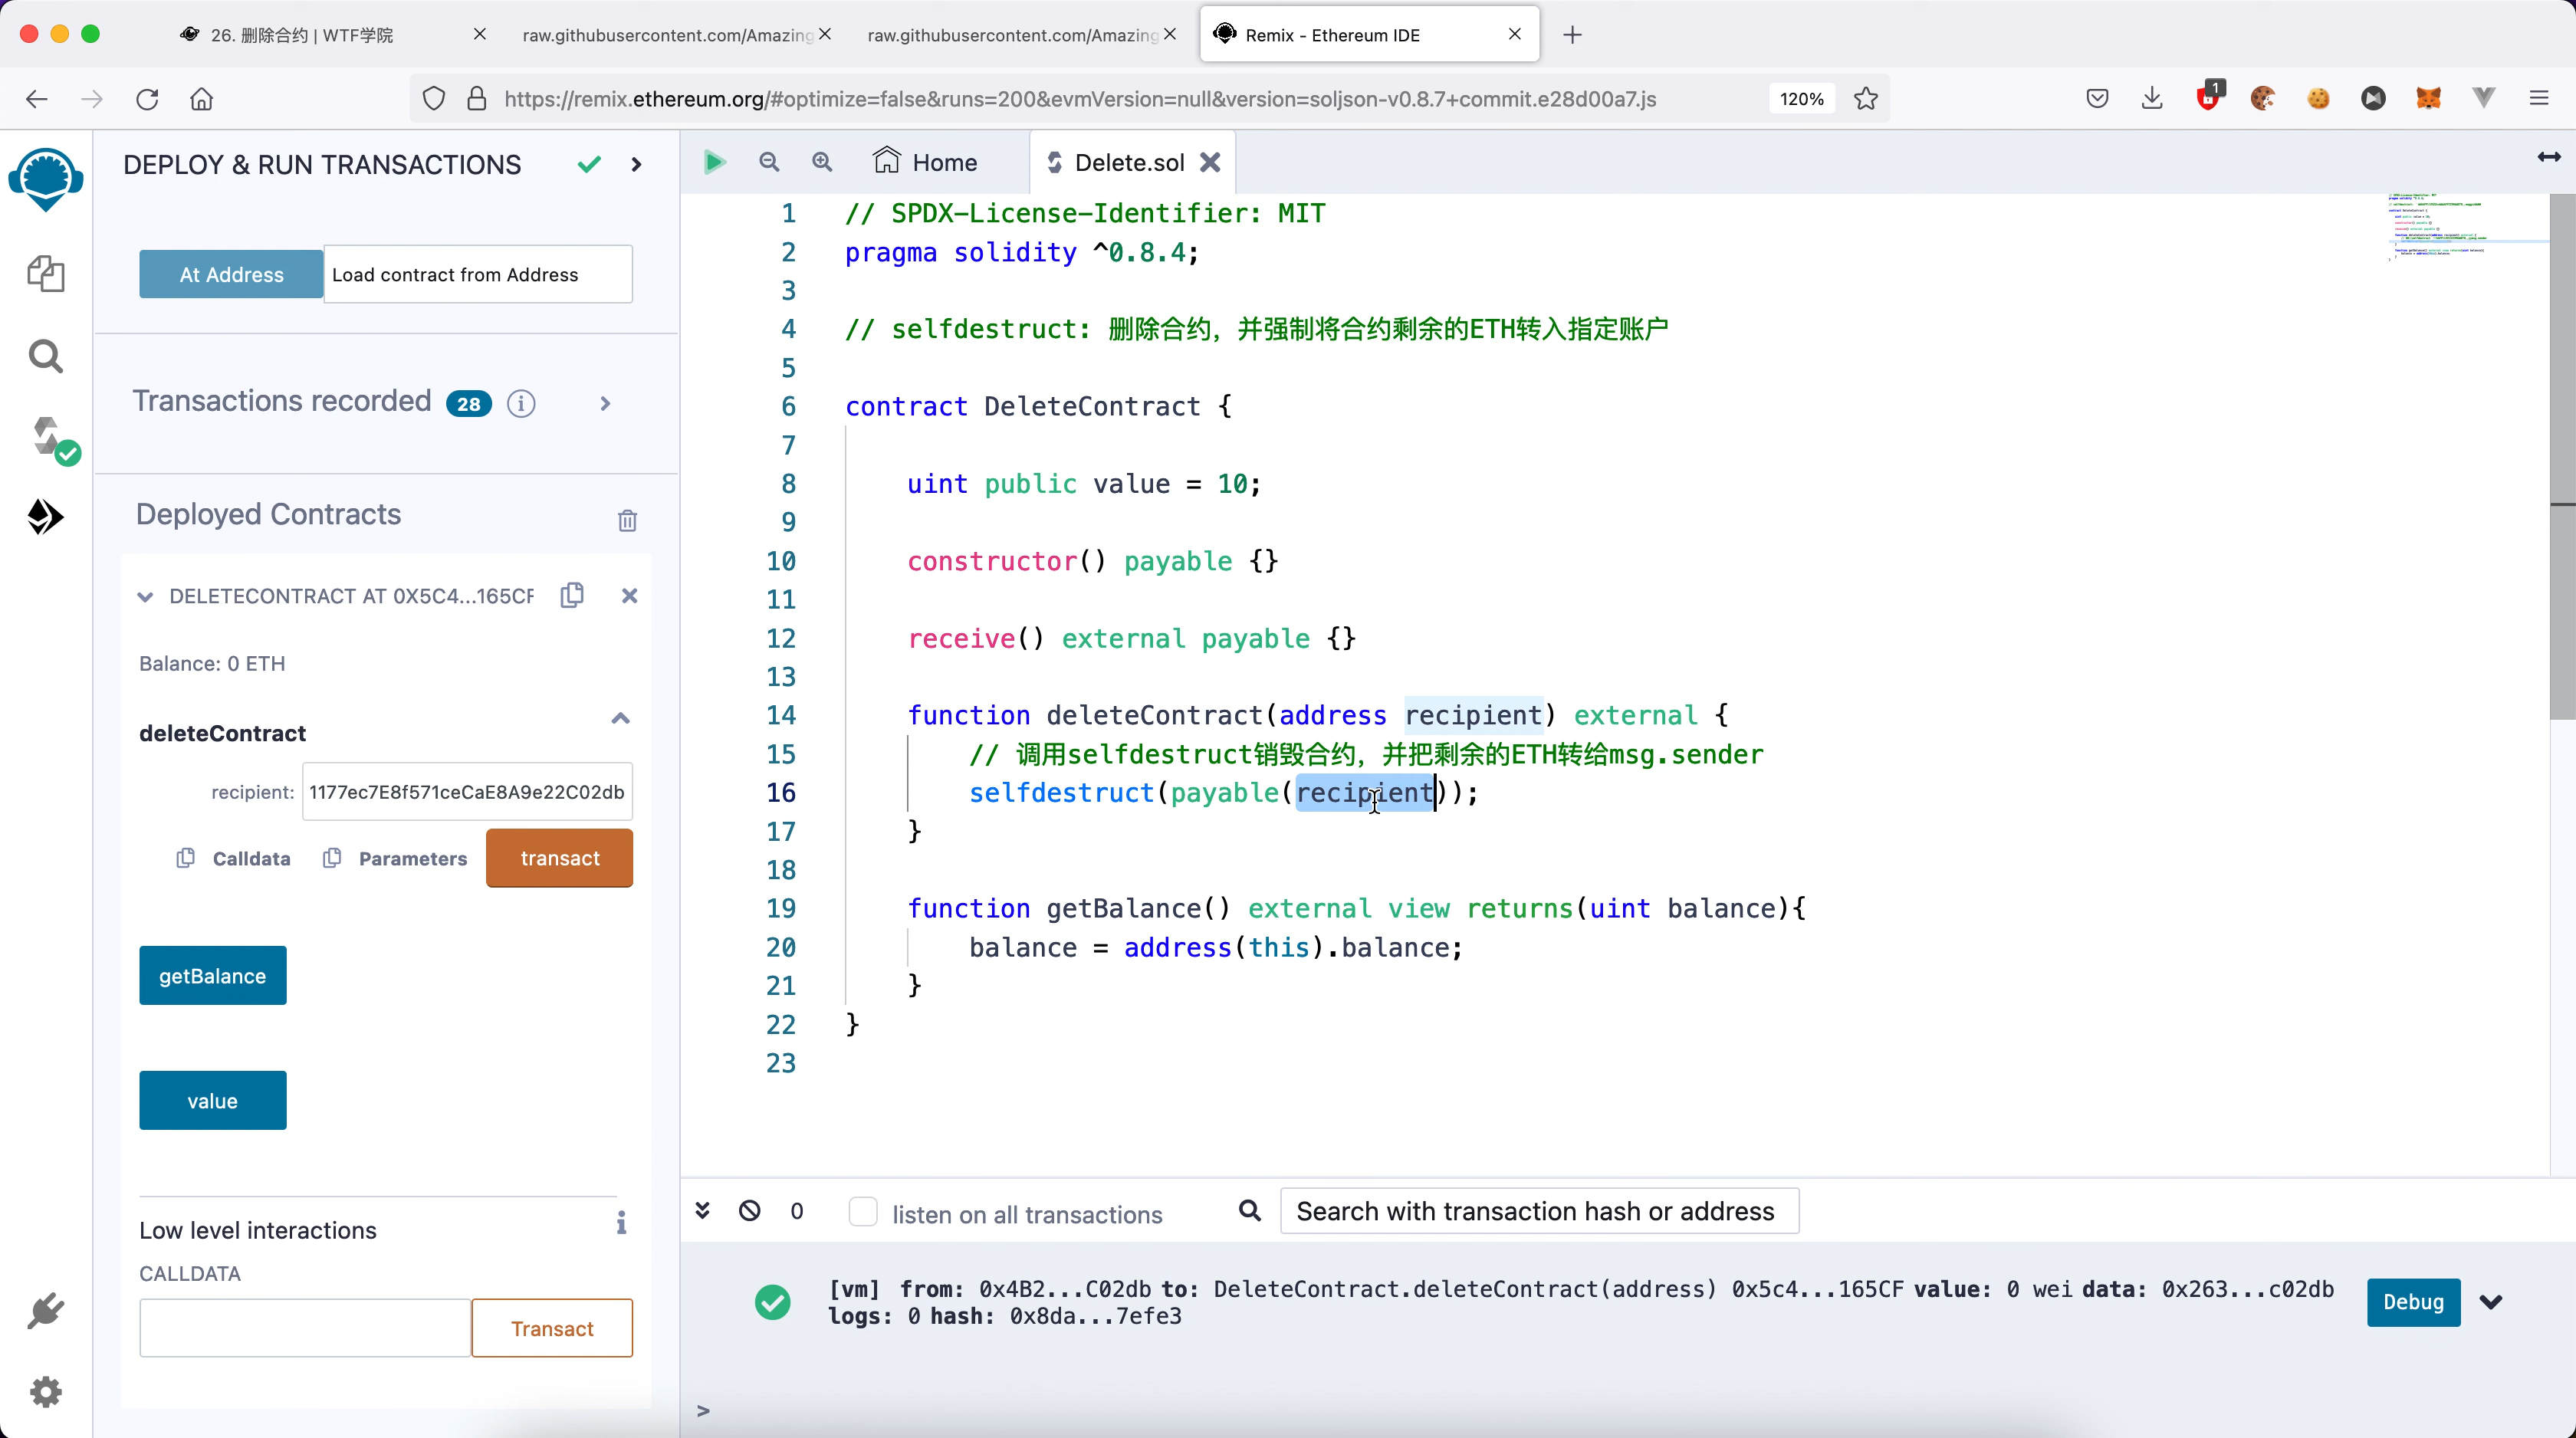 26. 删除合约 | WTF学院
raw.githubusercontent.com/Amazing
raw.githubusercontent.com/Amazing
Remix - Ethereum IDE
https://remix.ethereum.org/#optimize=false&runs=200&evmVersion=null&version=soljson-v0.8.7+commit.e28d00a7.js
120%
1
DEPLOY & RUN TRANSACTIONS
At Address
Load contract from Address
Transactions recorded 28
Deployed Contracts
DELETECONTRACT AT 0X5C4...165CF
Balance: 0 ETH
deleteContract
recipient: 1177ec7E8f571ceCaE8A9e22C02db
Calldata
Parameters
transact
getBalance
value
Low level interactions
CALLDATA
Transact
Home
Delete.sol
1 // SPDX-License-Identifier: MIT
2 pragma solidity ^0.8.4;
3
4 // selfdestruct: 删除合约，并强制将合约剩余的ETH转入指定账户
5
6 contract DeleteContract {
7
8 uint public value = 10;
9
10 constructor() payable {}
11
12 receive() external payable {}
13
14 function deleteContract(address recipient) external {
15 // 调用selfdestruct销毁合约，并把剩余的ETH转给msg.sender
16 selfdestruct(payable(recipient));
17 }
18
19 function getBalance() external view returns(uint balance){
20 balance = address(this).balance;
21 }
22 }
23
0
listen on all transactions
Search with transaction hash or address
[vm] from: 0x4B2...C02db to: DeleteContract.deleteContract(address) 0x5c4...165CF value: 0 wei data: 0x263...c02db
logs: 0 hash: 0x8da...7efe3
Debug
>